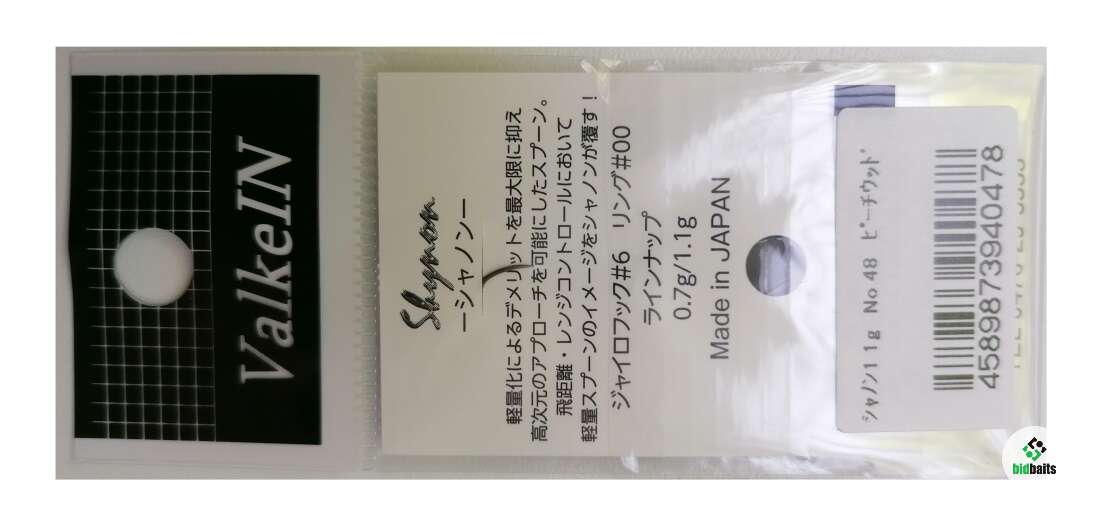 ValkeIN
Shynon
ーシャノンー
軽量化によるデメリットを最大限に抑え
高次元のアプローチを可能にしたスプーン。
飛距離・レンジコントロールにおいて
軽量スプーンのイメージをシャノンが覆す！
ジャイロフック#6　リング#00
ラインナップ
0.7g/1.1g
Made in JAPAN
ｼｬﾉﾝ1 1g No 48 ﾋﾟｰﾁｳｯﾄﾞ
4589873940478
bidbaits